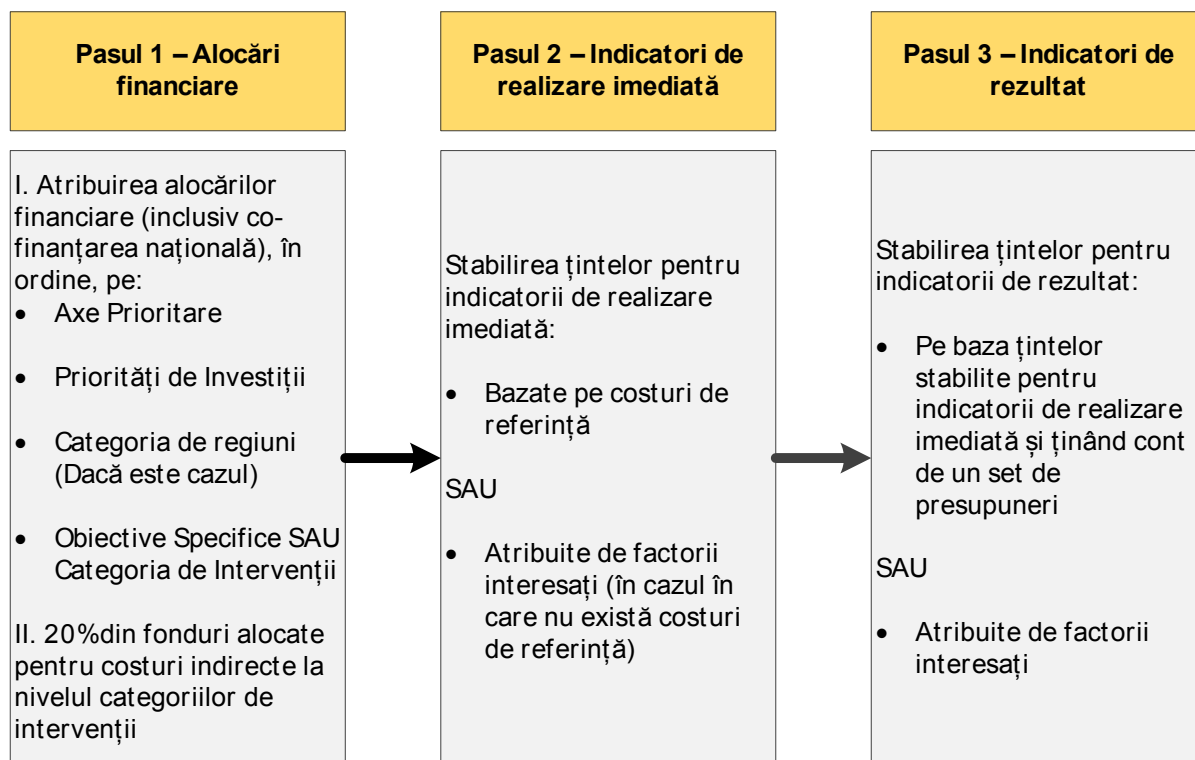 Pasul 1 – Alocări
financiare
I. Atribuirea alocărilor
financiare (inclusiv co-
finanțarea națională), în
ordine, pe:
• Axe Prioritare
• Priorități de Investiții
• Categoria de regiuni
(Dacă este cazul)
• Obiective Specifice SAU
Categoria de Intervenții
II. 20%din fonduri alocate
pentru costuri indirecte la
nivelul categoriilor de
intervenții
Pasul 2 – Indicatori de
realizare imediată
Stabilirea țintelor pentru
indicatorii de realizare
imediată:
• Bazate pe costuri de
referință
SAU
• Atribuite de factorii
interesați (în cazul în
care nu există costuri
de referință)
Pasul 3 – Indicatori de
rezultat
Stabilirea țintelor pentru
indicatorii de rezultat:
• Pe baza țintelor
stabilite pentru
indicatorii de realizare
imediată și ținând cont
de un set de
presupuneri
SAU
• Atribuite de factorii
interesați